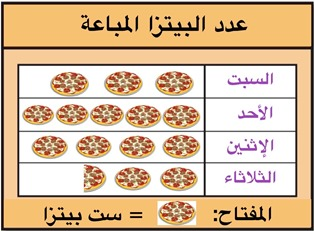 عدد البيتزا المباعة
السبت
الأحد
الإثنين
الثلاثاء
المفتاح: = ست بيتزا